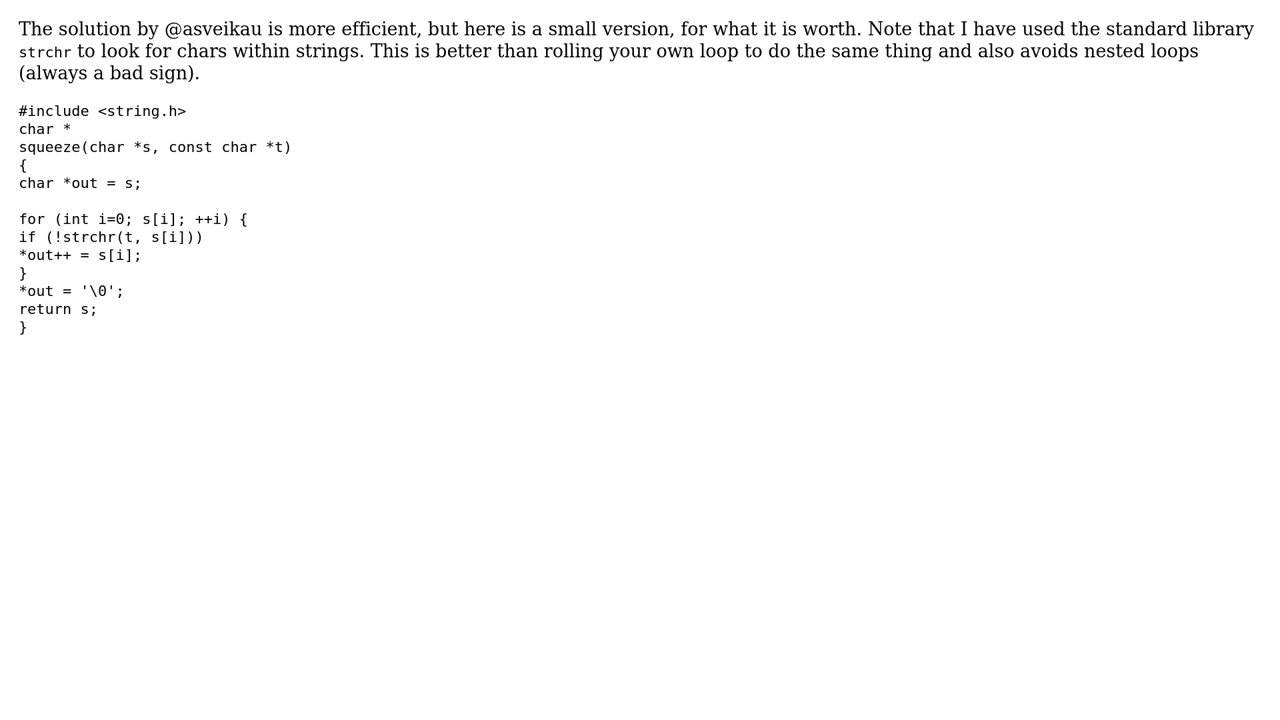 The solution by @asveikau is more efficient, but here is a small version, for what it is worth. Note that I have used the standard library
strchr to look for chars within strings. This is better than rolling your own loop to do the same thing and also avoids nested loops
(always a bad sign).
#include <string.h>
char *
squeeze(char *s, const char *t)
{
char *out = s;
for (int i=0; s[i]; ++i) {
if (!strchr(t, s[i]))
*out++ = s[i];
}
*out = '\0';
return s;
}